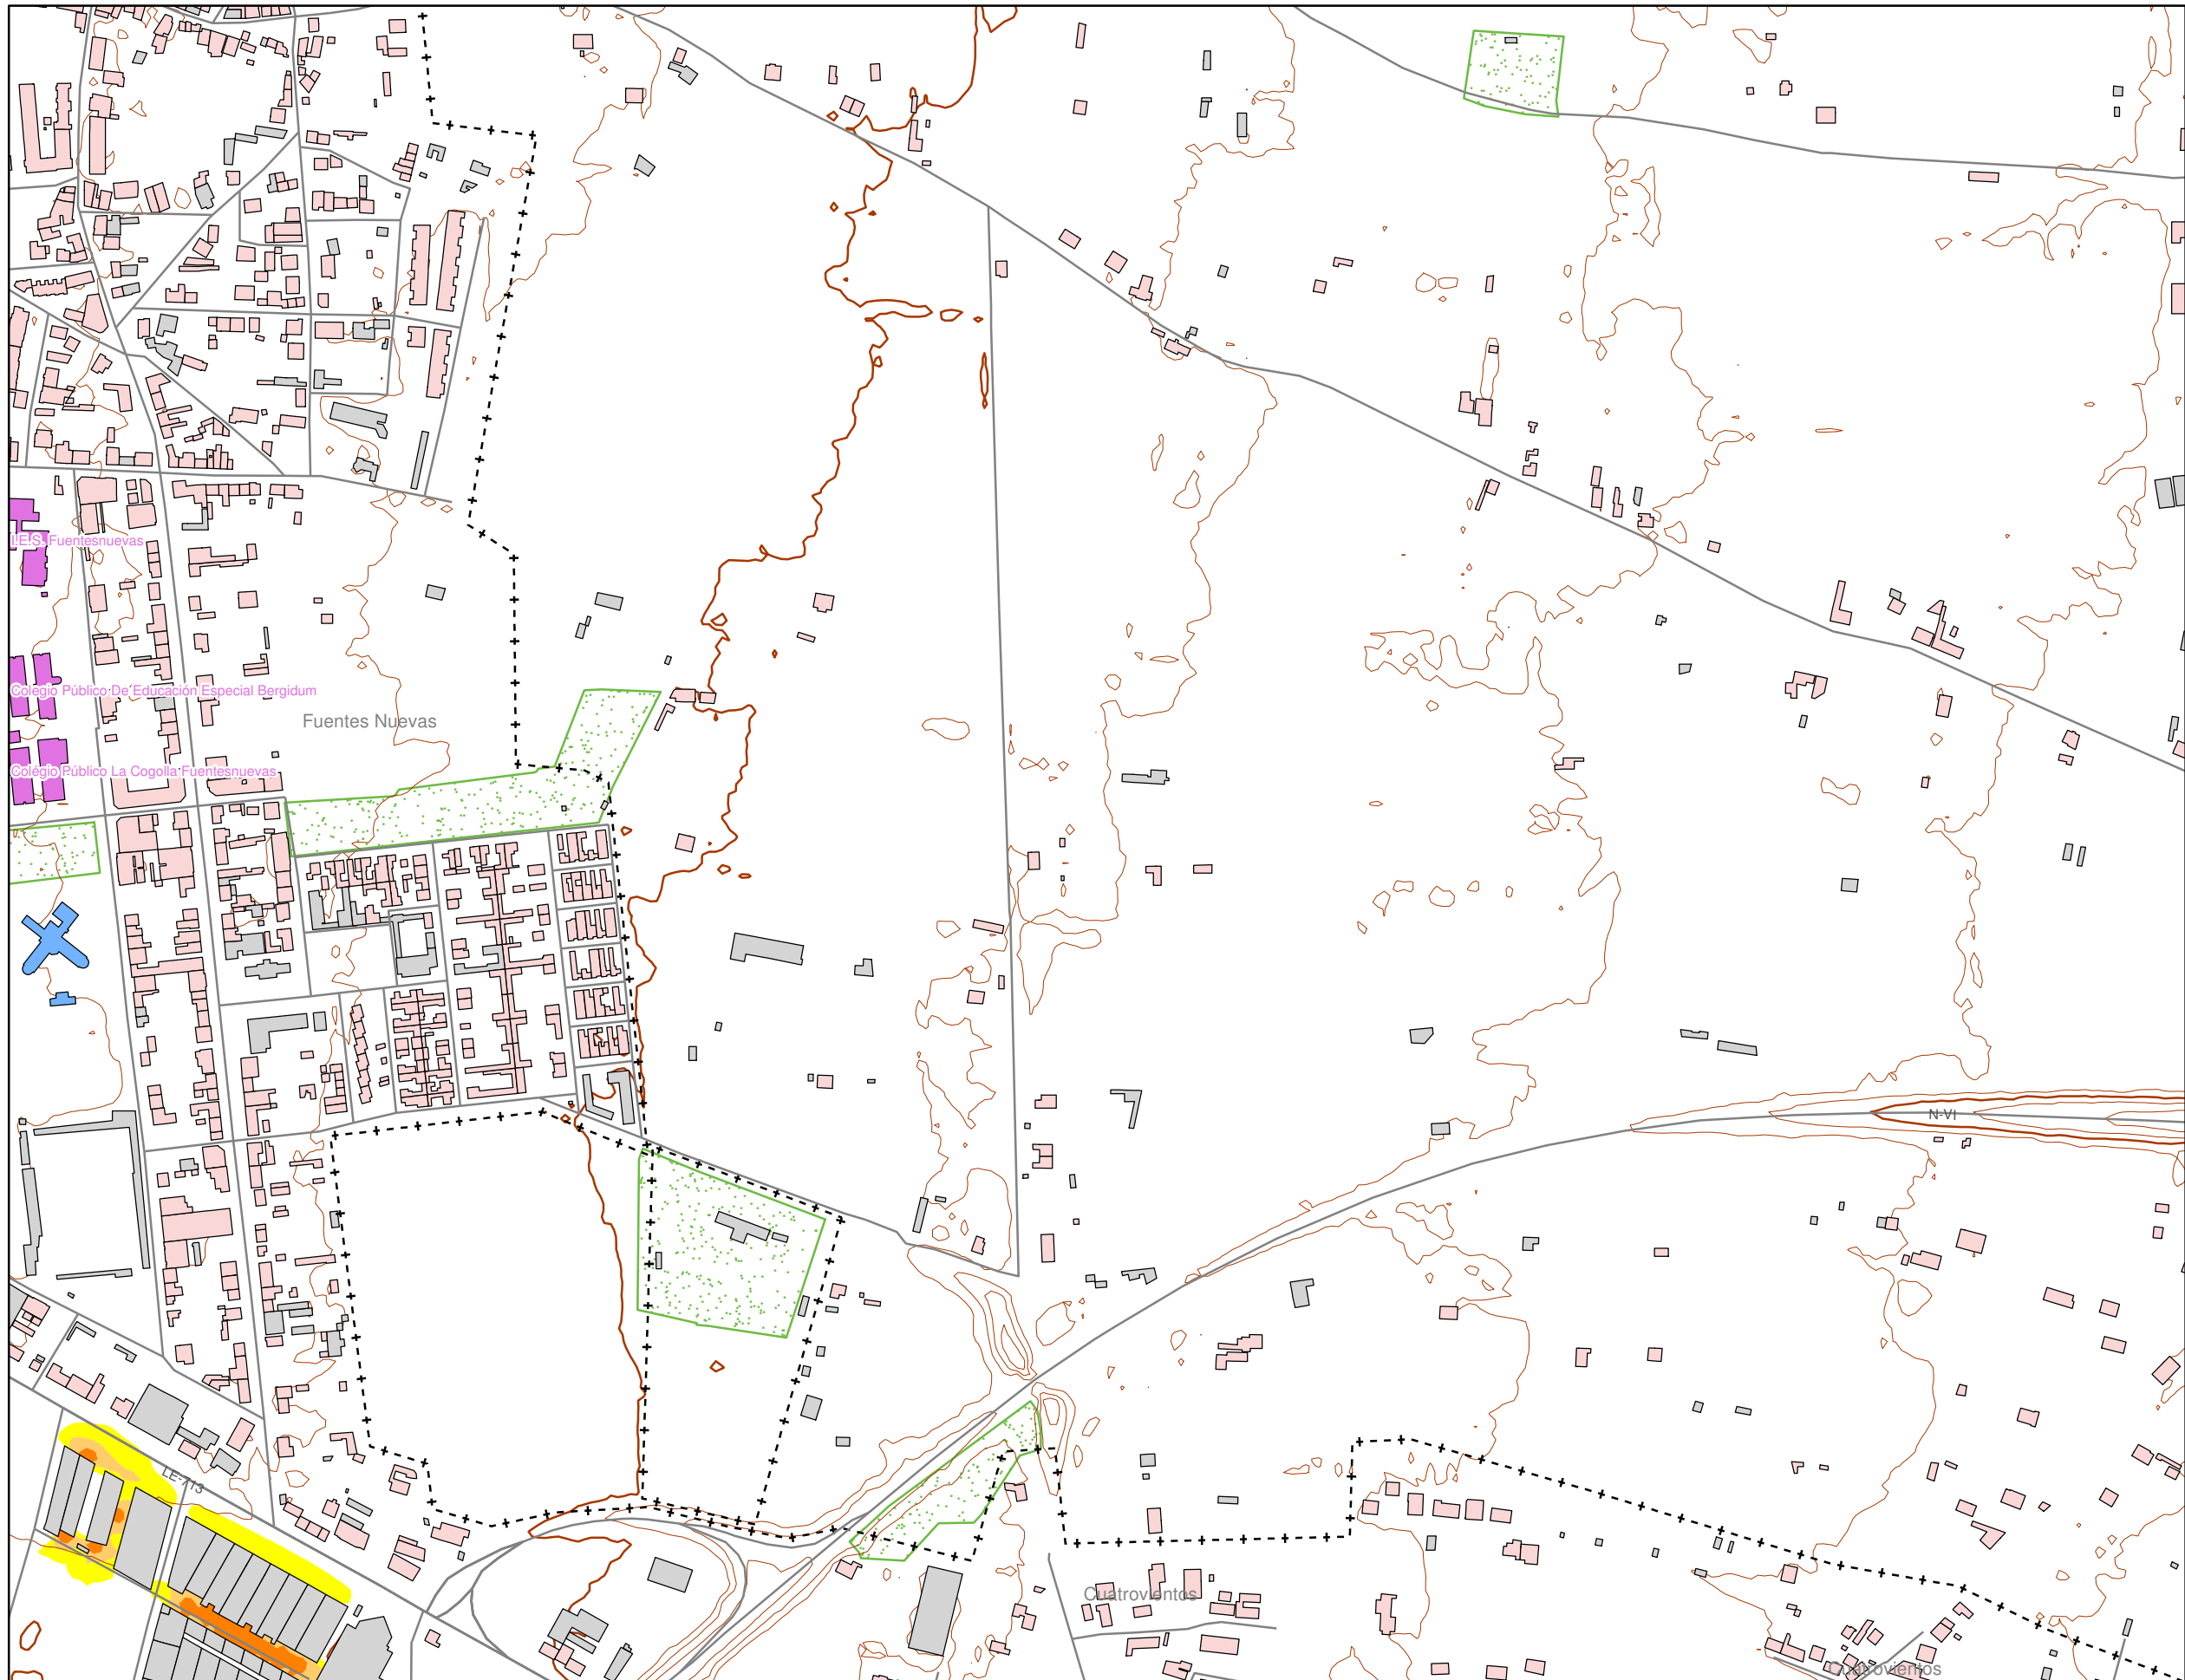 I.E.S. Fuentesnuevas
Colegio Público De Educación Especial Bergidum
Fuentes Nuevas
Colegio Público La Cogolla Fuentesnuevas
N-VI
LE-713
Cuatrovientos
Cuatrovientos